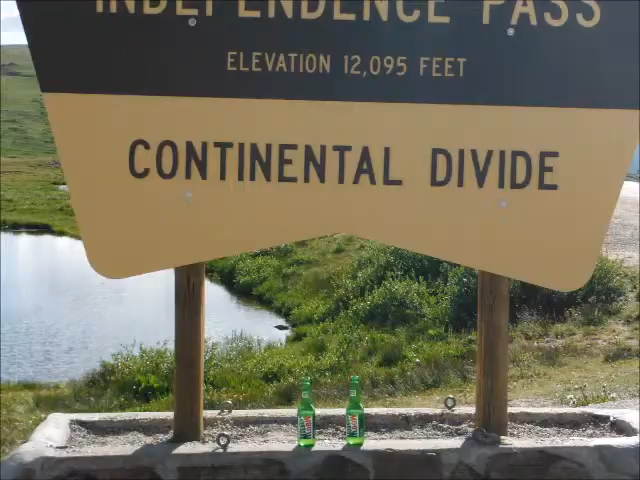 INDEPENDENCE PASS
ELEVATION 12,095 FEET
CONTINENTAL DIVIDE